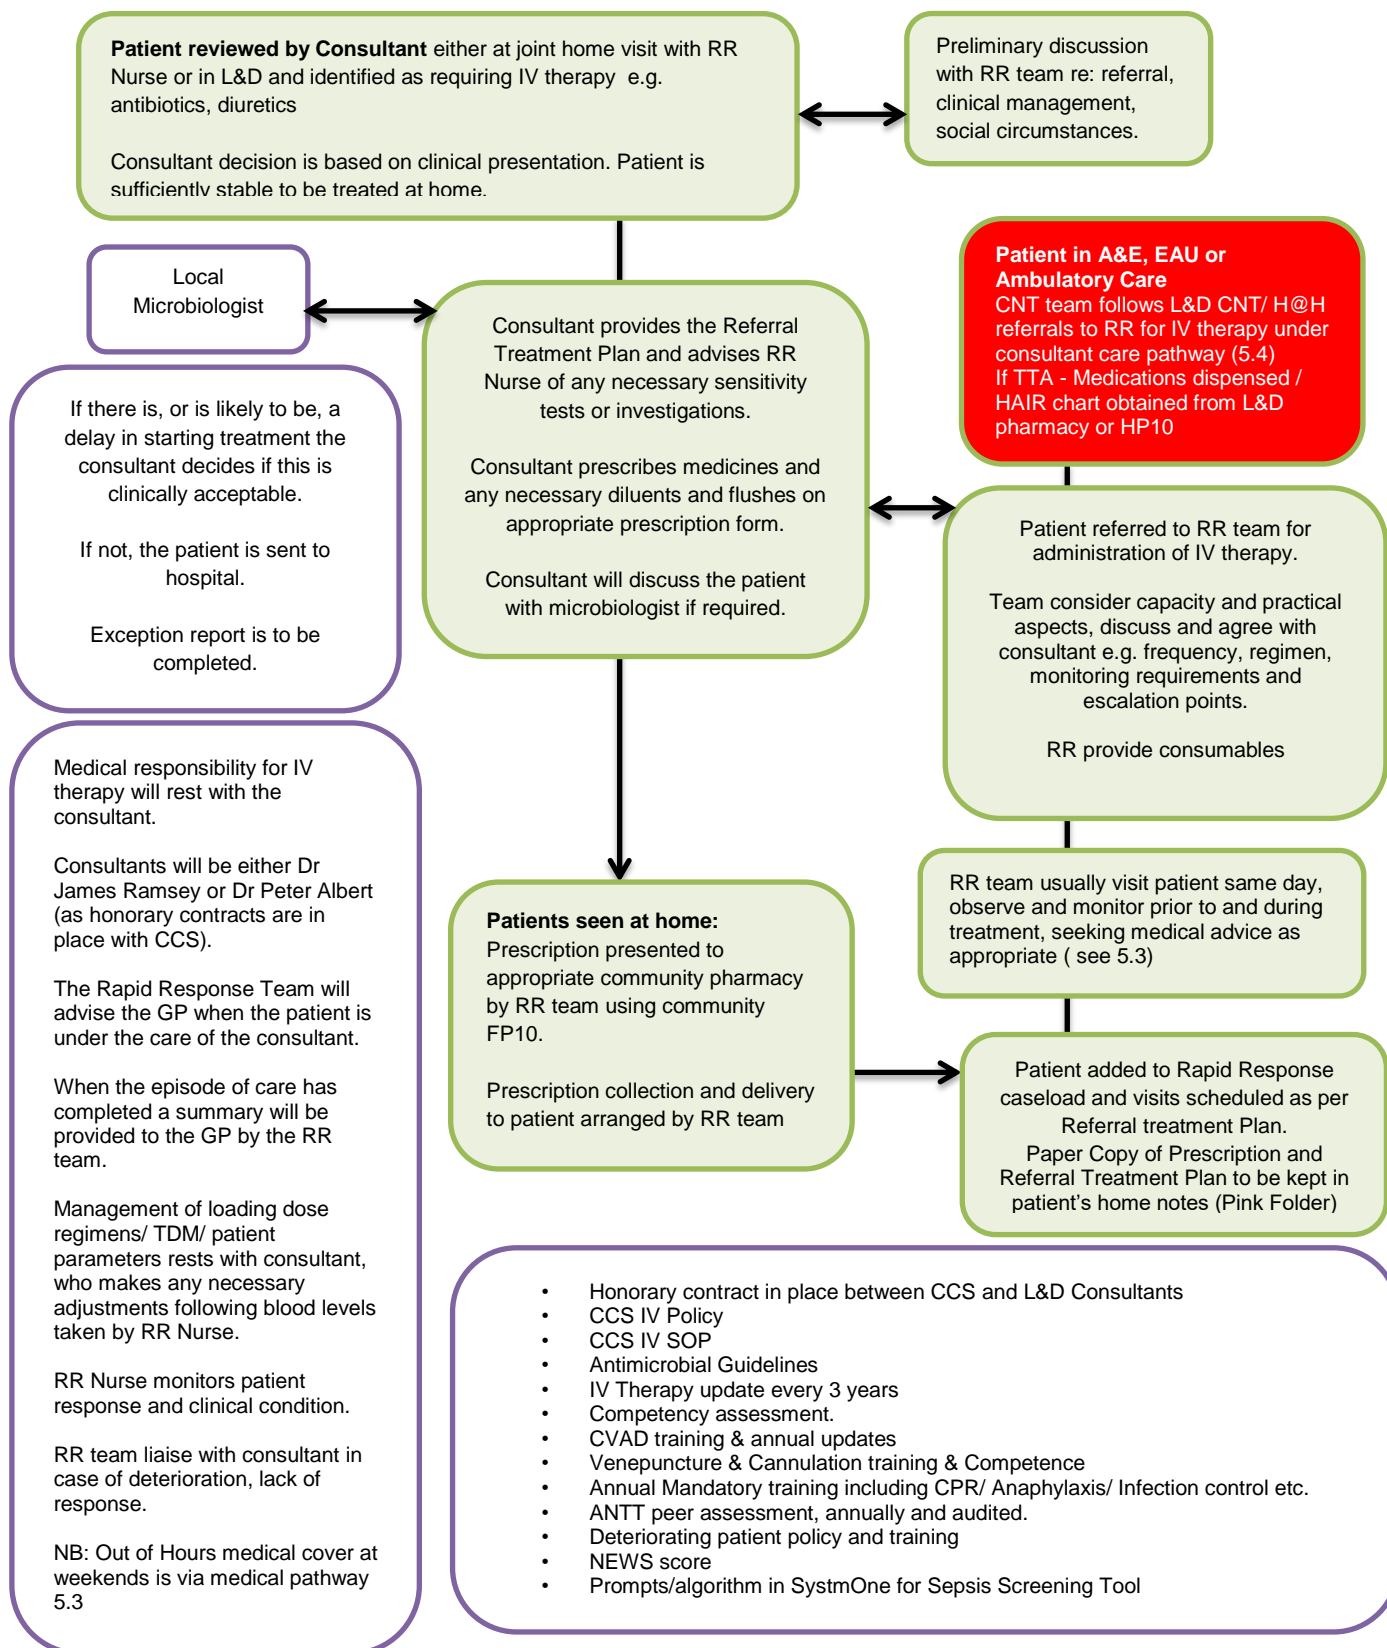 Patient reviewed by Consultant either at joint home visit with RR
Nurse or in L&D and identified as requiring IV therapy  e.g.
antibiotics, diuretics
Consultant decision is based on clinical presentation. Patient is
sufficiently stable to be treated at home.
Preliminary discussion
with RR team re: referral,
clinical management,
social circumstances.
Local
Microbiologist
Consultant provides the Referral
Treatment Plan and advises RR
Nurse of any necessary sensitivity
tests or investigations.
Consultant prescribes medicines and
any necessary diluents and flushes on
appropriate prescription form.
Consultant will discuss the patient
with microbiologist if required.
Patient in A&E, EAU or
Ambulatory Care
CNT team follows L&D CNT/ H@H
referrals to RR for IV therapy under
consultant care pathway (5.4)
If TTA - Medications dispensed /
HAIR chart obtained from L&D
pharmacy or HP10
If there is, or is likely to be, a
delay in starting treatment the
consultant decides if this is
clinically acceptable.
If not, the patient is sent to
hospital.
Exception report is to be
completed.
Patient referred to RR team for
administration of IV therapy.
Team consider capacity and practical
aspects, discuss and agree with
consultant e.g. frequency, regimen,
monitoring requirements and
escalation points.
RR provide consumables
Medical responsibility for IV
therapy will rest with the
consultant.
Consultants will be either Dr
James Ramsey or Dr Peter Albert
(as honorary contracts are in
place with CCS).
The Rapid Response Team will
advise the GP when the patient is
under the care of the consultant.
When the episode of care has
completed a summary will be
provided to the GP by the RR
team.
Management of loading dose
regimens/ TDM/ patient
parameters rests with consultant,
who makes any necessary
adjustments following blood levels
taken by RR Nurse.
RR Nurse monitors patient
response and clinical condition.
RR team liaise with consultant in
case of deterioration, lack of
response.
NB: Out of Hours medical cover at
weekends is via medical pathway
5.3
Patients seen at home:
Prescription presented to
appropriate community pharmacy
by RR team using community
FP10.
Prescription collection and delivery
to patient arranged by RR team
RR team usually visit patient same day,
observe and monitor prior to and during
treatment, seeking medical advice as
appropriate ( see 5.3)
Patient added to Rapid Response
caseload and visits scheduled as per
Referral treatment Plan.
Paper Copy of Prescription and
Referral Treatment Plan to be kept in
patient's home notes (Pink Folder)
• Honorary contract in place between CCS and L&D Consultants
• CCS IV Policy
• CCS IV SOP
• Antimicrobial Guidelines
• IV Therapy update every 3 years
• Competency assessment.
• CVAD training & annual updates
• Venepuncture & Cannulation training & Competence
• Annual Mandatory training including CPR/ Anaphylaxis/ Infection control etc.
• ANTT peer assessment, annually and audited.
• Deteriorating patient policy and training
• NEWS score
• Prompts/algorithm in SystmOne for Sepsis Screening Tool